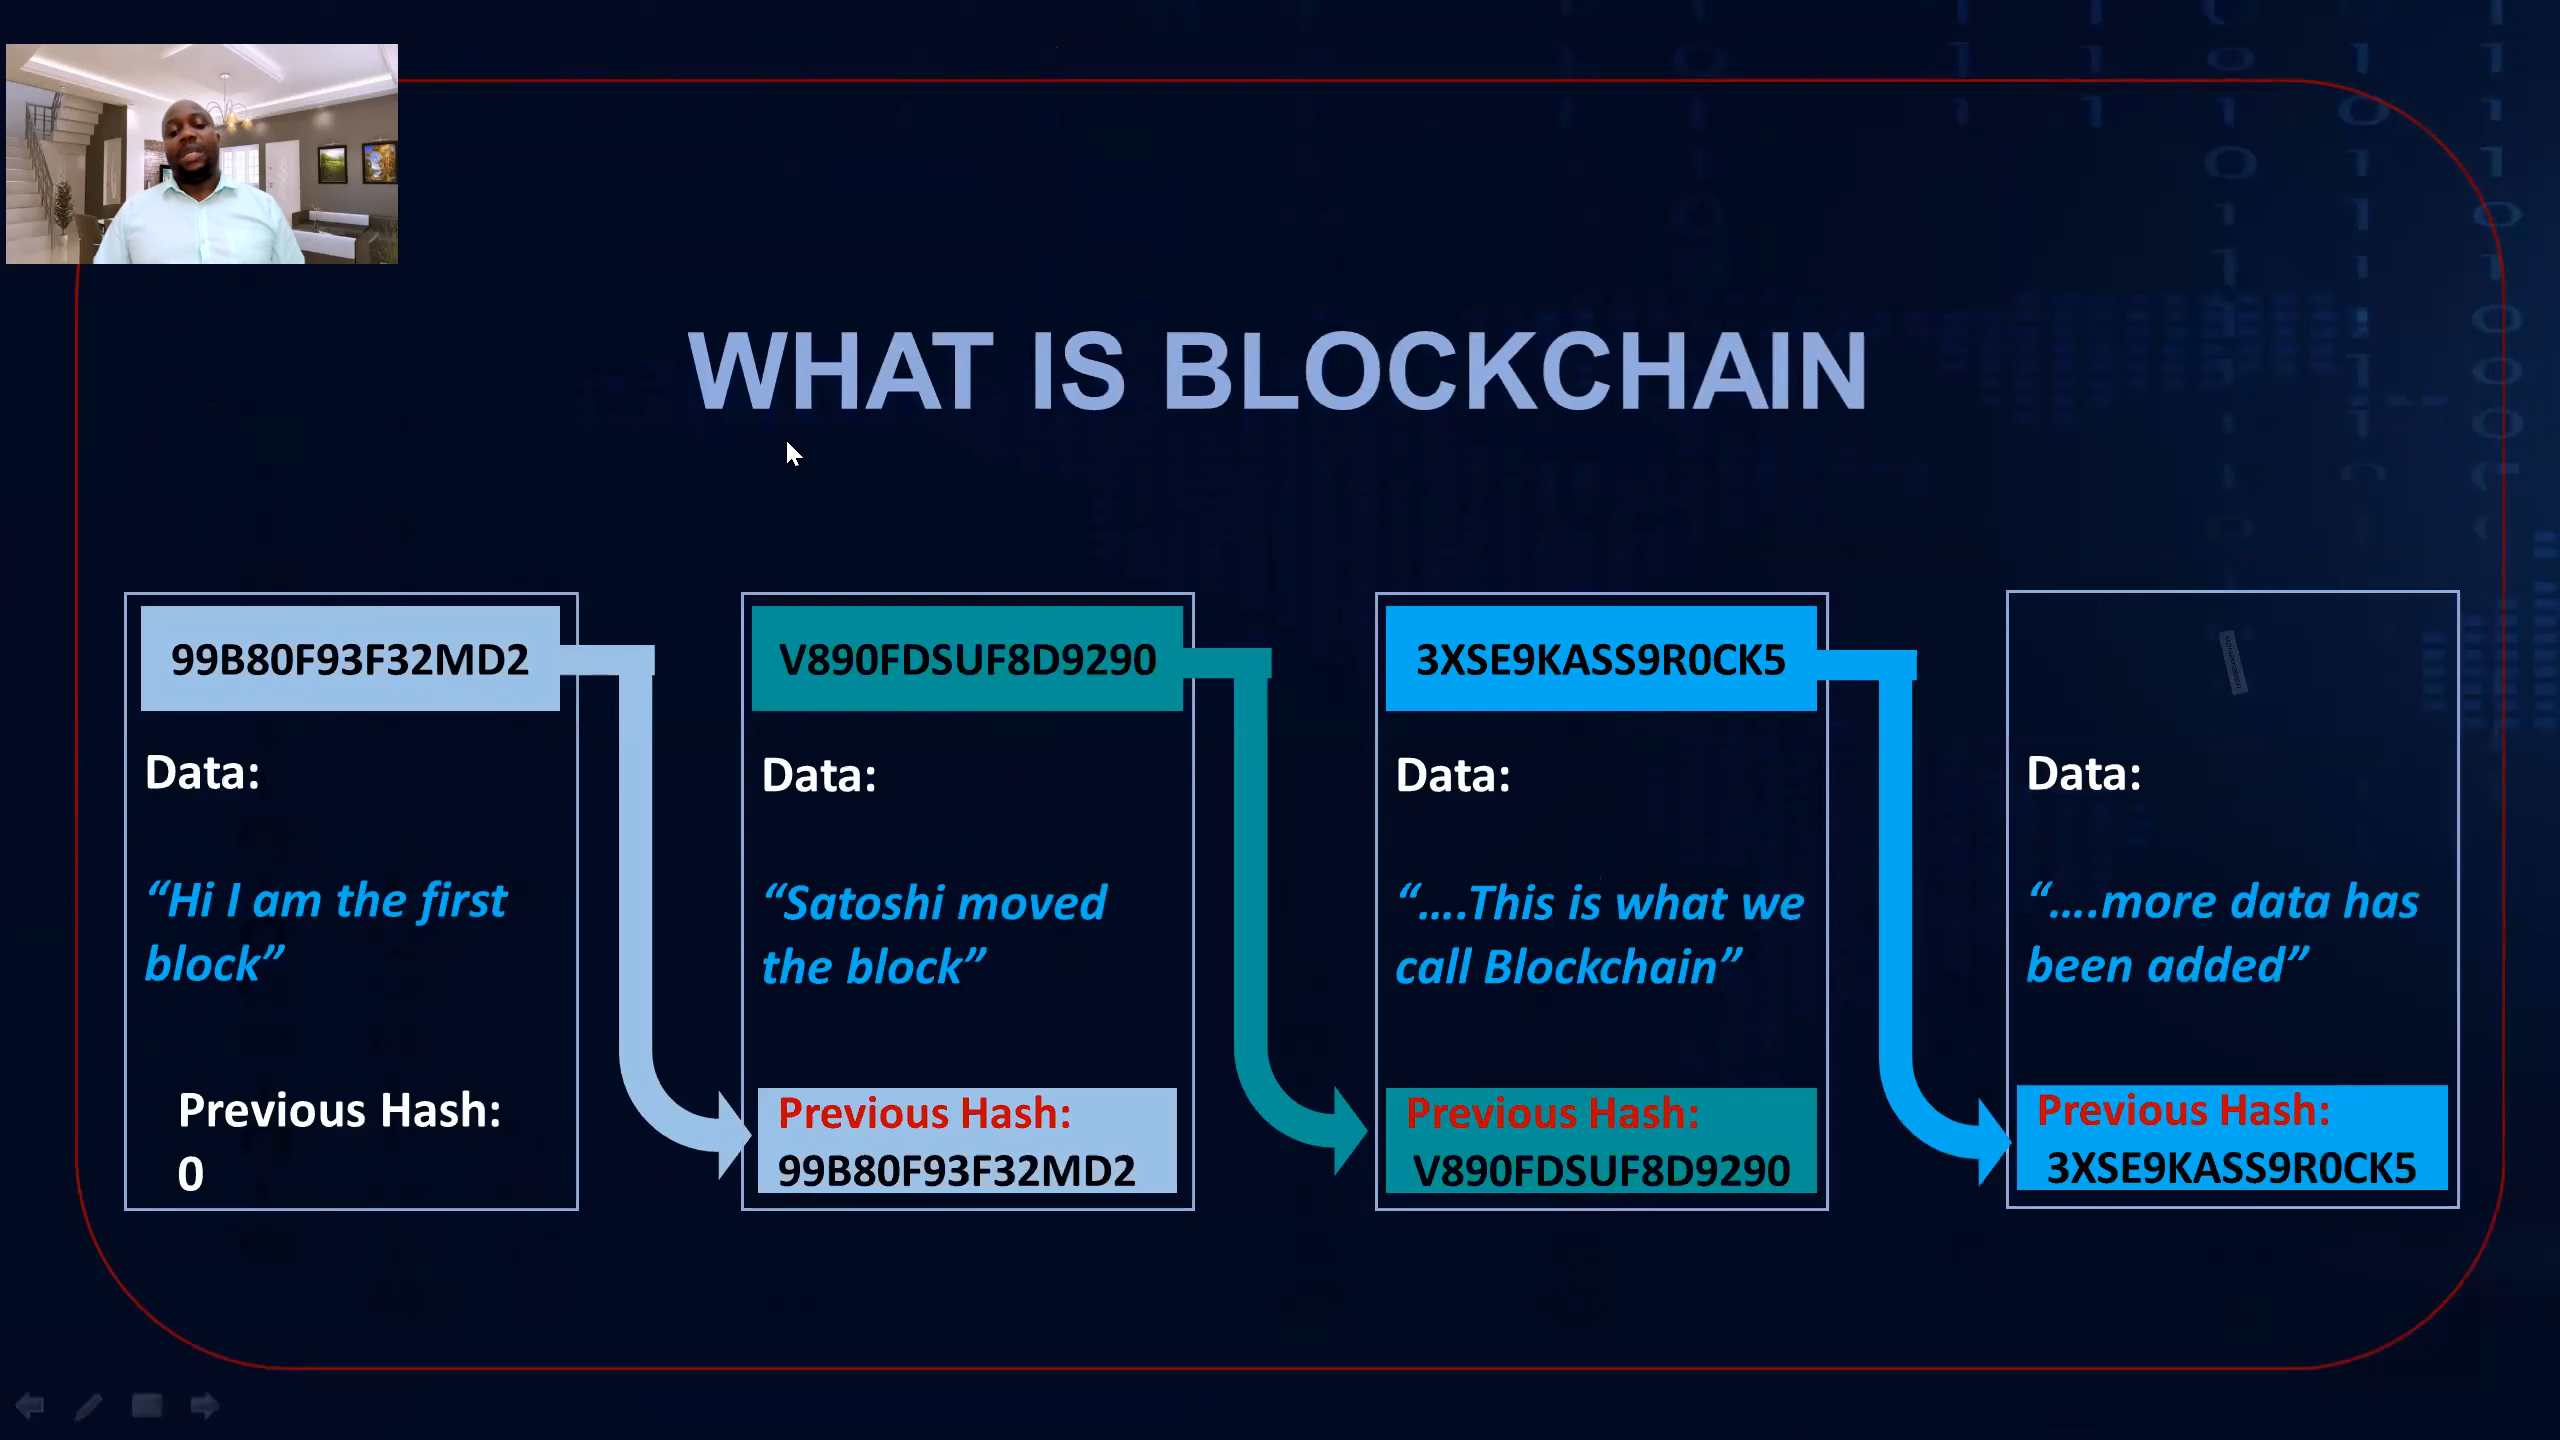 WHAT IS BLOCKCHAIN
99B80F93F32MD2
Data:
“Hi I am the first
block”
Previous Hash:
0
V890FDSUF8D9290
Data:
“Satoshi moved
the block”
Previous Hash:
99B80F93F32MD2
3XSE9KASS9R0CK5
Data:
“....This is what we
call Blockchain”
Previous Hash:
V890FDSUF8D9290
Data:
“....more data has
been added”
Previous Hash:
3XSE9KASS9R0CK5